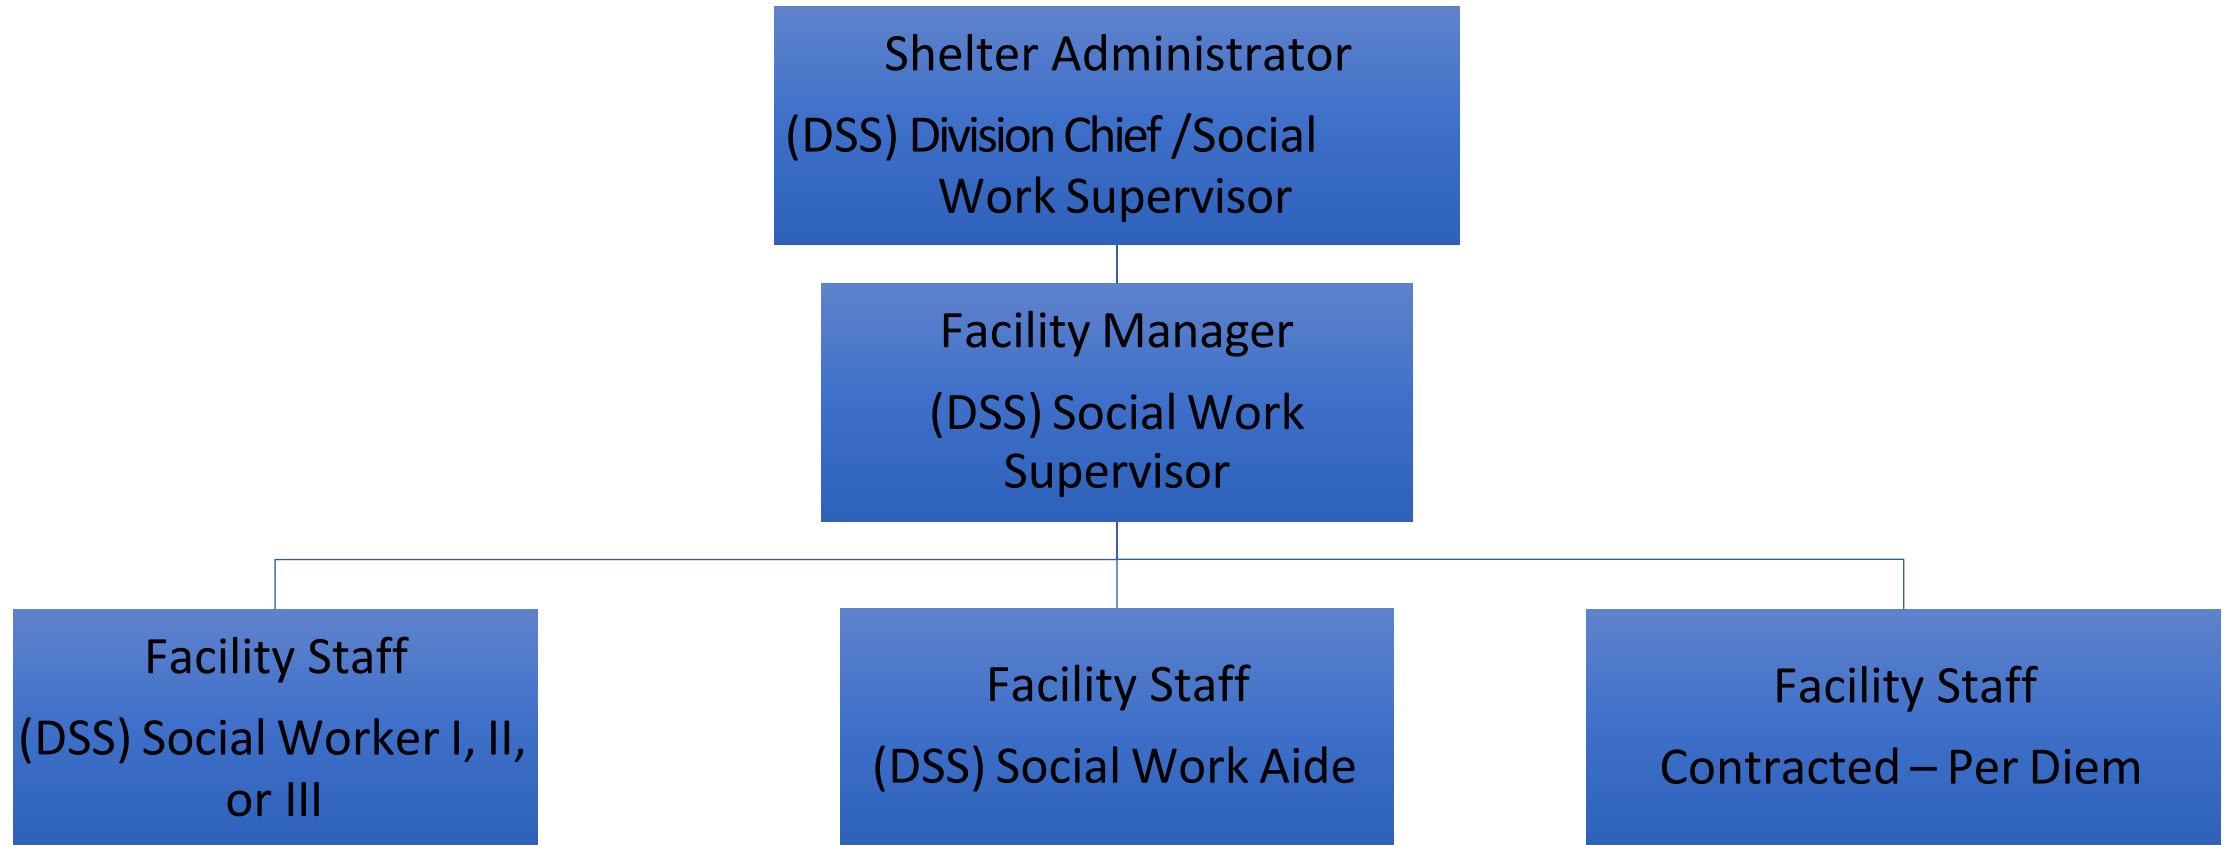 Shelter Administrator
(DSS) Division Chief /Social
Work Supervisor
Facility Manager
(DSS) Social Work
Supervisor
Facility Staff
(DSS) Social Worker I, II,
or III
Facility Staff
(DSS) Social Work Aide
Facility Staff
Contracted – Per Diem